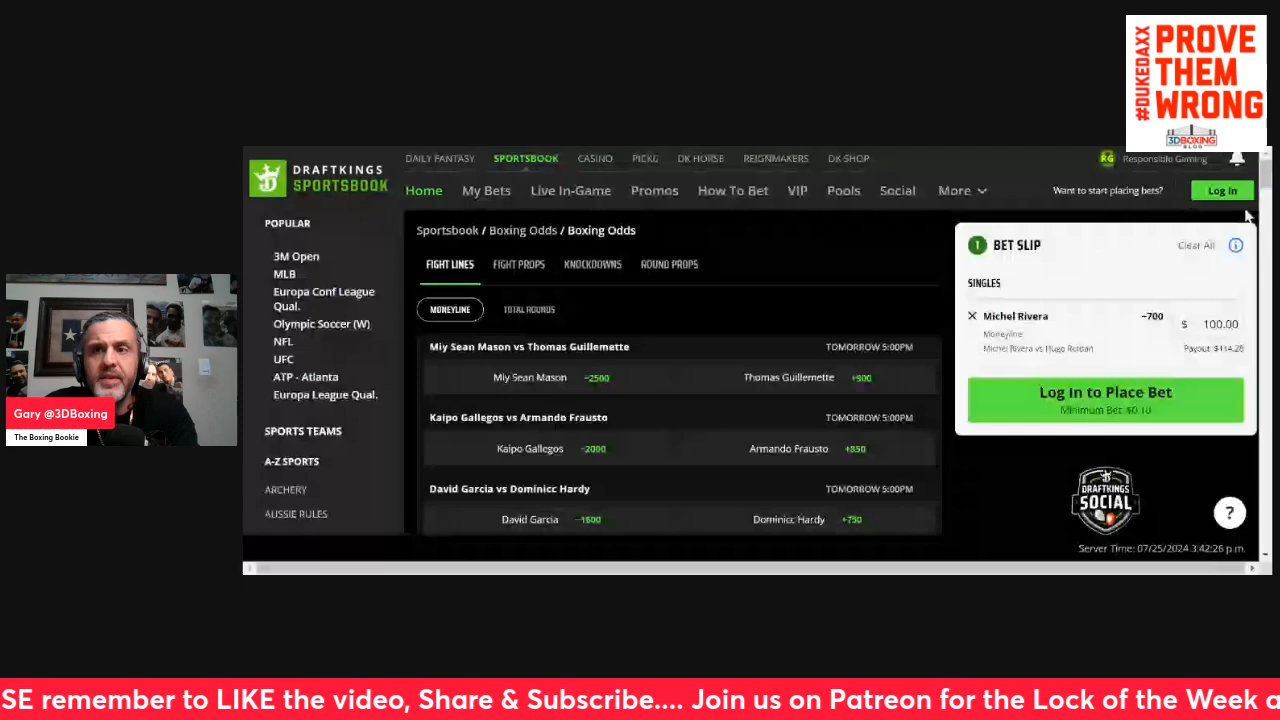 #DUKEDAXX
PROVE
THEM
WRONG
3DBOXING
BLOG
DRAFTKINGS
SPORTSBOOK
DAILY FANTASY SPORTSBOOK CASINO PICK6 DK HORSE REIGNMAKERS DK SHOP
RG Responsible Gaming
Home My Bets Live In-Game Promos How To Bet VIP Pools Social More
Want to start placing bets? Log In
POPULAR
3M Open
MLB
Europa Conf League
Qual.
Olympic Soccer (W)
NFL
UFC
ATP - Atlanta
Europa League Qual.
SPORTS TEAMS
A-Z SPORTS
ARCHERY
AUSSIE RULES
Sportsbook / Boxing Odds / Boxing Odds
FIGHT LINES FIGHT PROPS KNOCKDOWNS ROUND PROPS
MONEYLINE TOTAL ROUNDS
Miy Sean Mason vs Thomas Guillemette TOMORROW 5:00PM
Miy Sean Mason −2500 Thomas Guillemette +900
Kaipo Gallegos vs Armando Frausto TOMORROW 5:00PM
Kaipo Gallegos −2000 Armando Frausto +850
David Garcia vs Dominicc Hardy TOMORROW 5:00PM
David Garcia Dominicc Hardy +750
1 BET SLIP Clear All
SINGLES
Michel Rivera −700 $ 100.00
Moneyline
Michel Rivera vs Hugo Roldan Payout: $114.28
Log In to Place Bet
Minimum Bet: $0.10
DRAFTKINGS
SOCIAL
?
Server Time: 07/25/2024 3:42:26 p.m.
Gary @3DBoxing
The Boxing Bookie
SE remember to LIKE the video, Share & Subscribe.... Join us on Patreon for the Lock of the Week